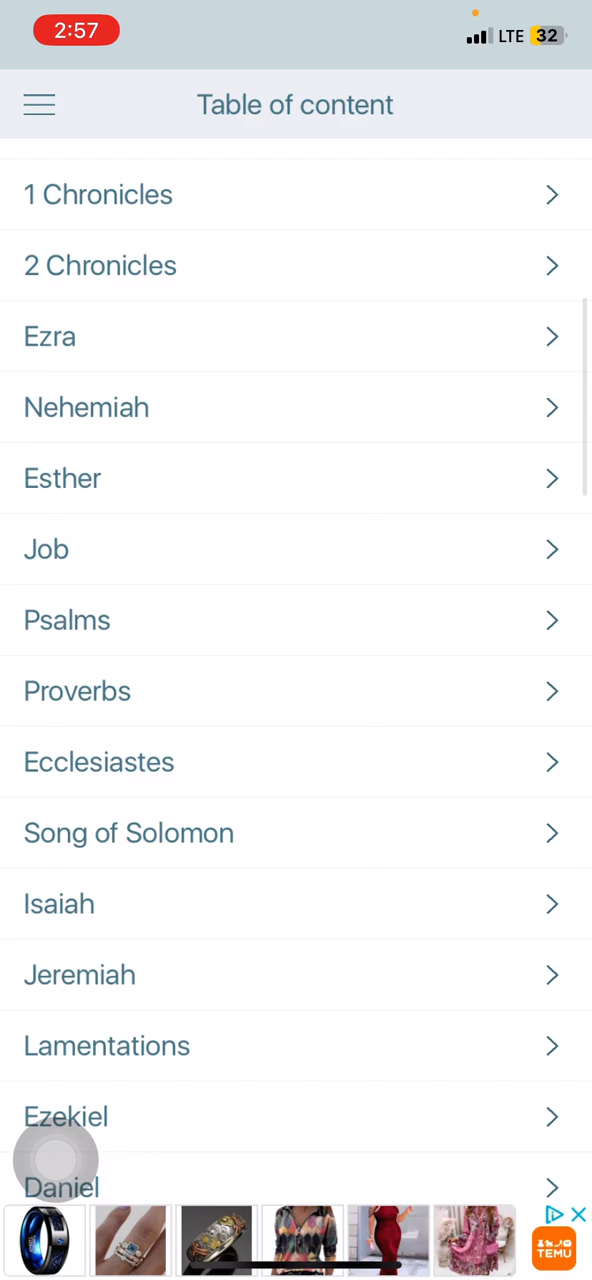 2:57
LTE 32
Table of content
1 Chronicles
2 Chronicles
Ezra
Nehemiah
Esther
Job
Psalms
Proverbs
Ecclesiastes
Song of Solomon
Isaiah
Jeremiah
Lamentations
Ezekiel
Daniel
TEMU